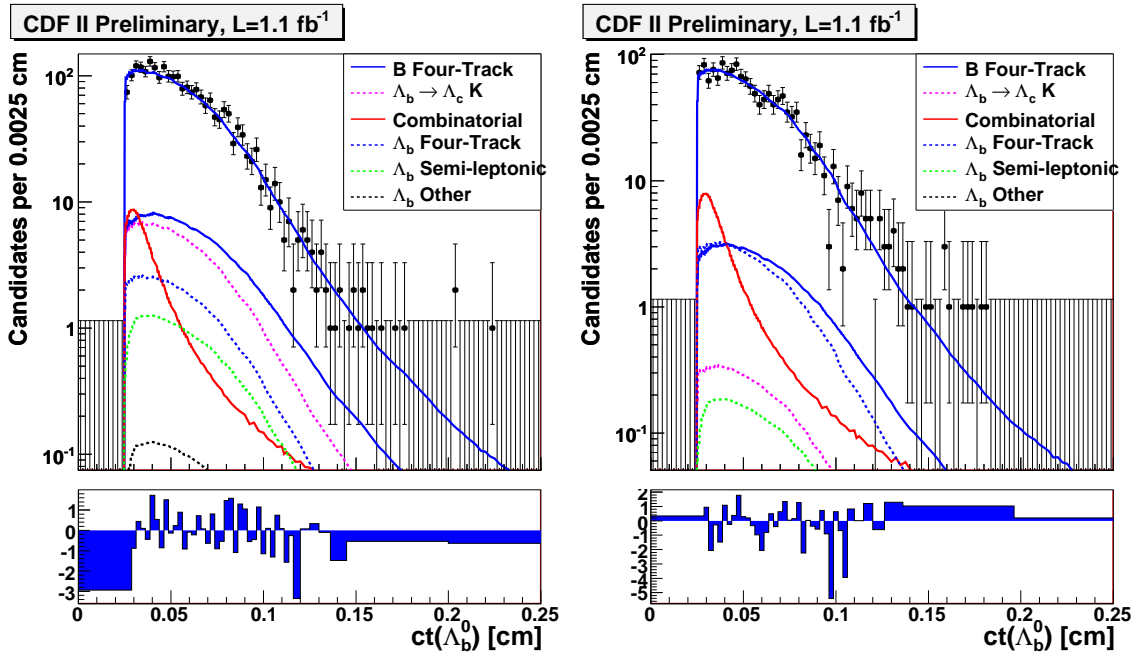 CDF II Preliminary, L=1.1 fb⁻¹
Candidates per 0.0025 cm
10²
10
1
10⁻¹
B Four-Track
Λb → Λc K
Combinatorial
Λb Four-Track
Λb Semi-leptonic
Λb Other
1
0
-1
-2
-3
0 0.05 0.1 0.15 0.2 0.25
ct(Λb⁰) [cm]
CDF II Preliminary, L=1.1 fb⁻¹
Candidates per 0.0025 cm
10²
10
1
10⁻¹
B Four-Track
Λb → Λc K
Combinatorial
Λb Four-Track
Λb Semi-leptonic
Λb Other
2
1
0
-1
-2
-3
-4
-5
0 0.05 0.1 0.15 0.2 0.25
ct(Λb⁰) [cm]